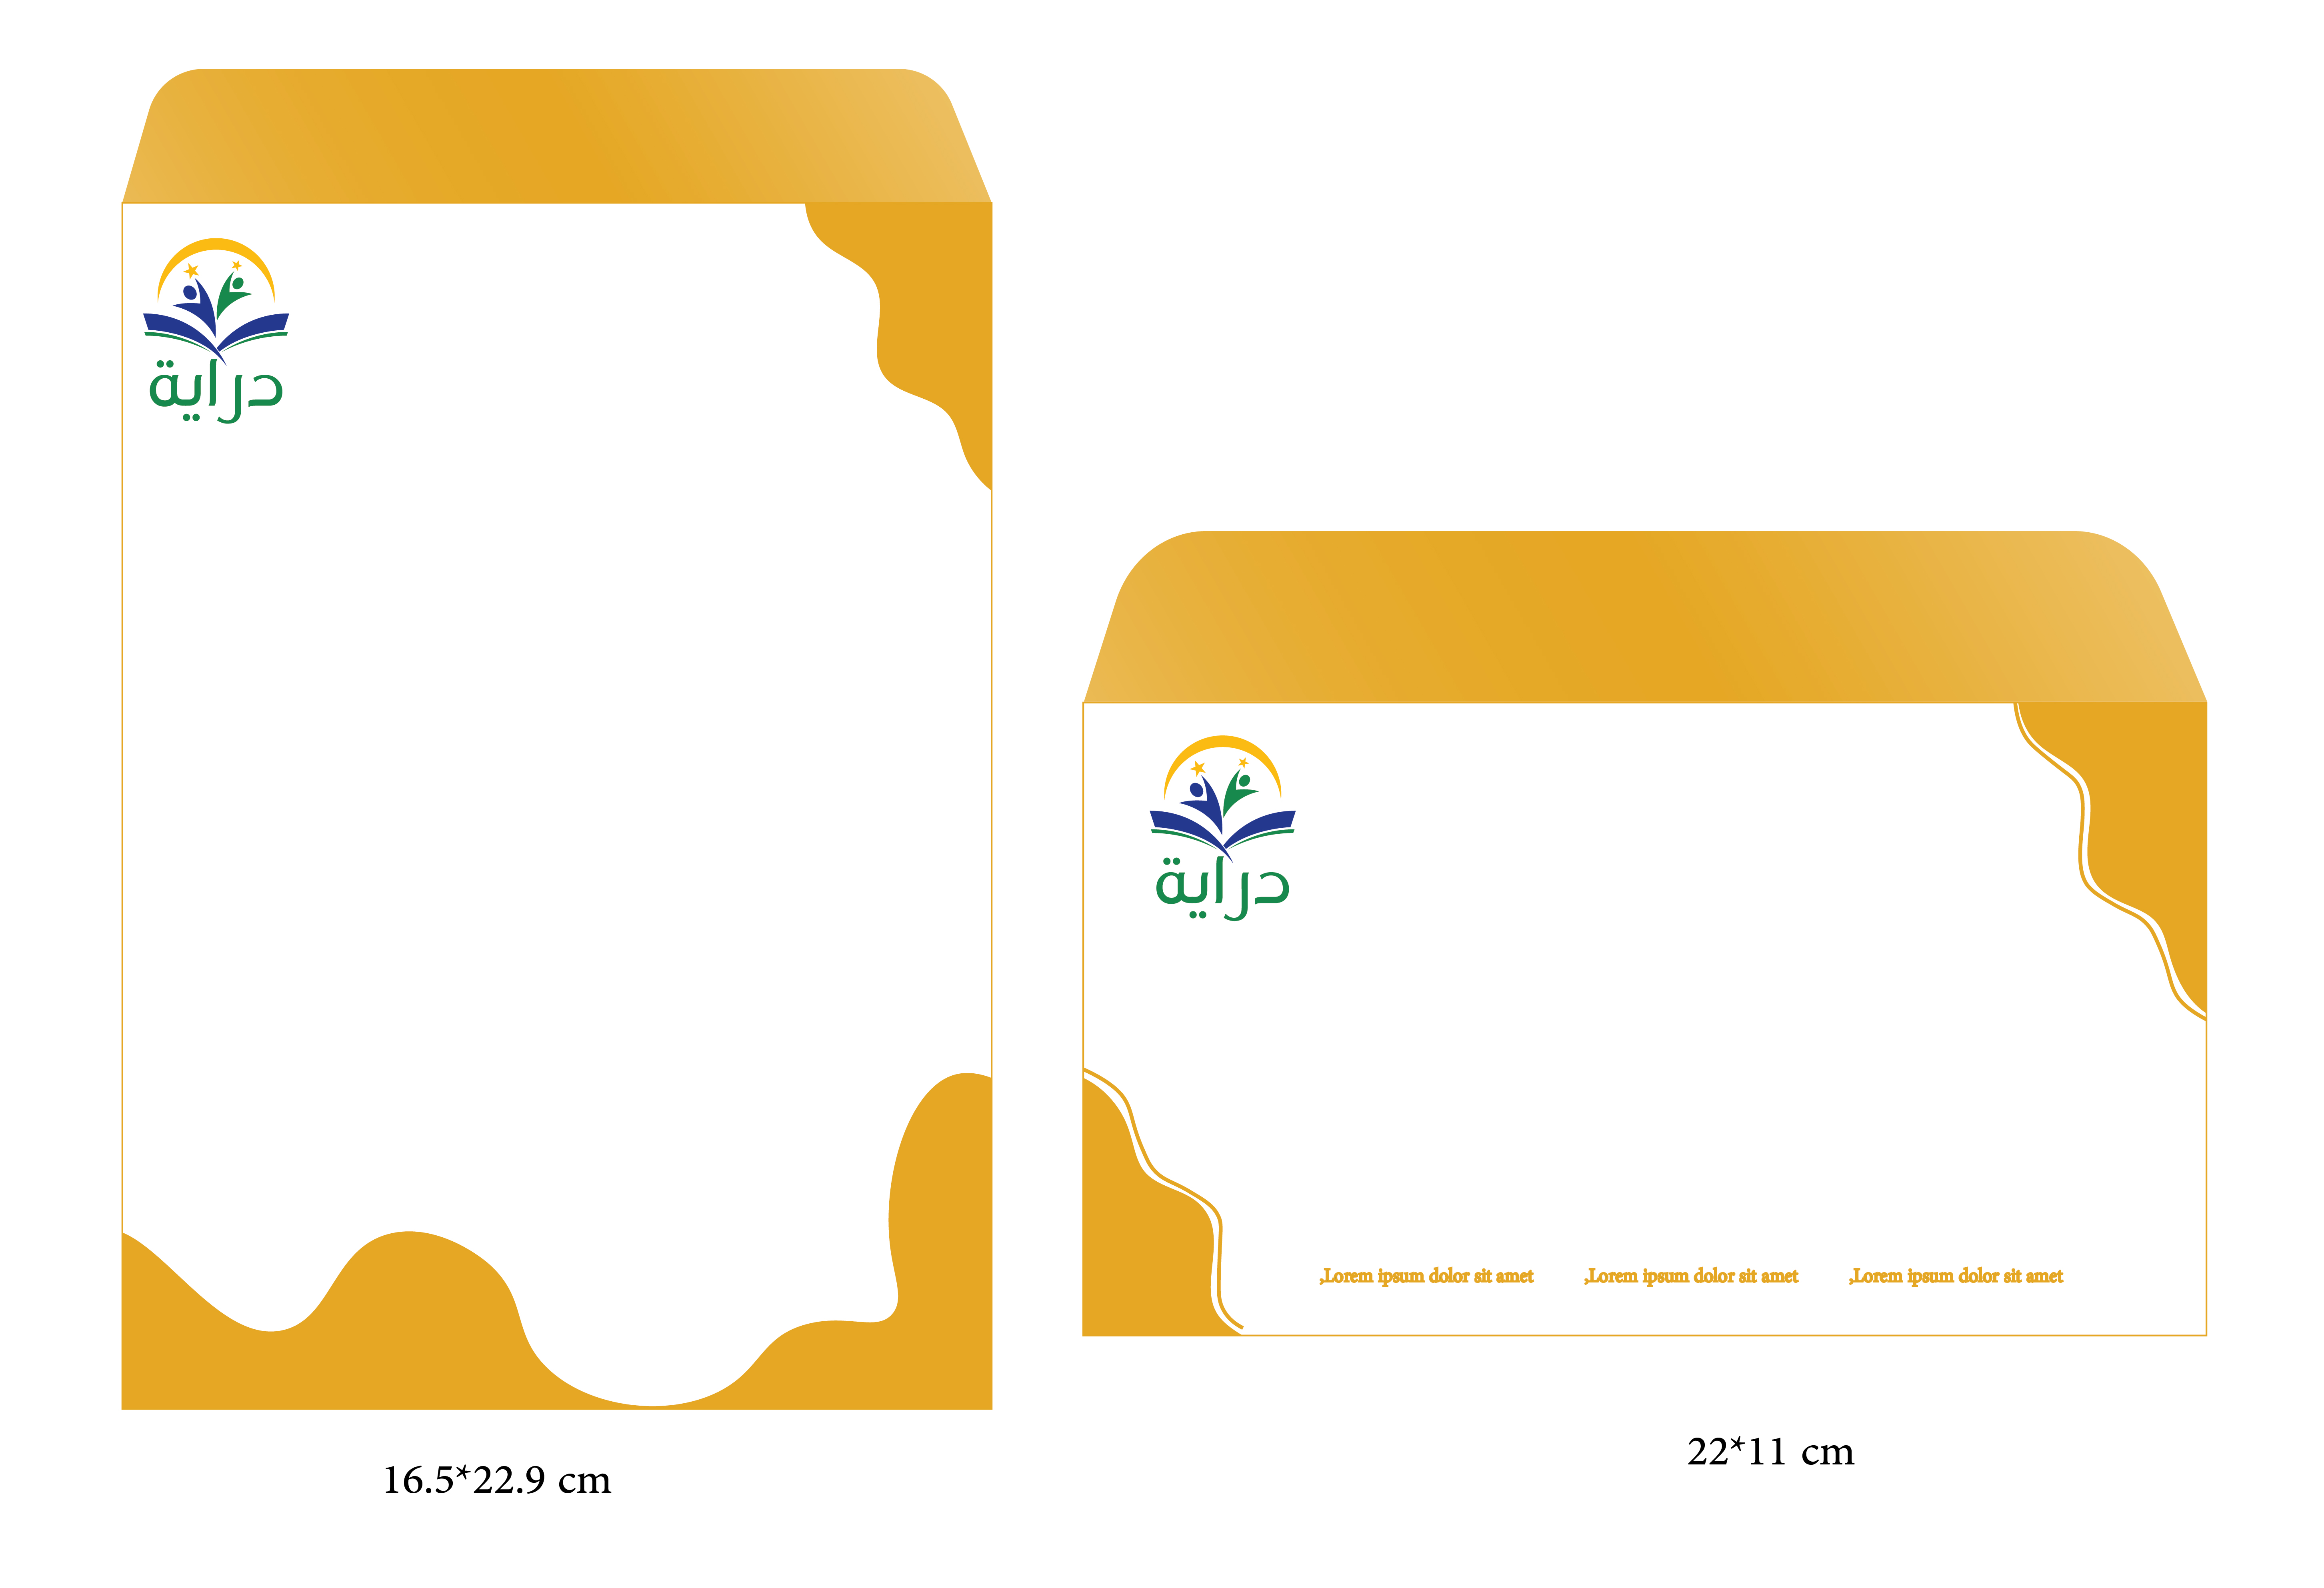 دراية
16.5*22.9 cm
دراية
,Lorem ipsum dolor sit amet ,Lorem ipsum dolor sit amet ,Lorem ipsum dolor sit amet
22*11 cm